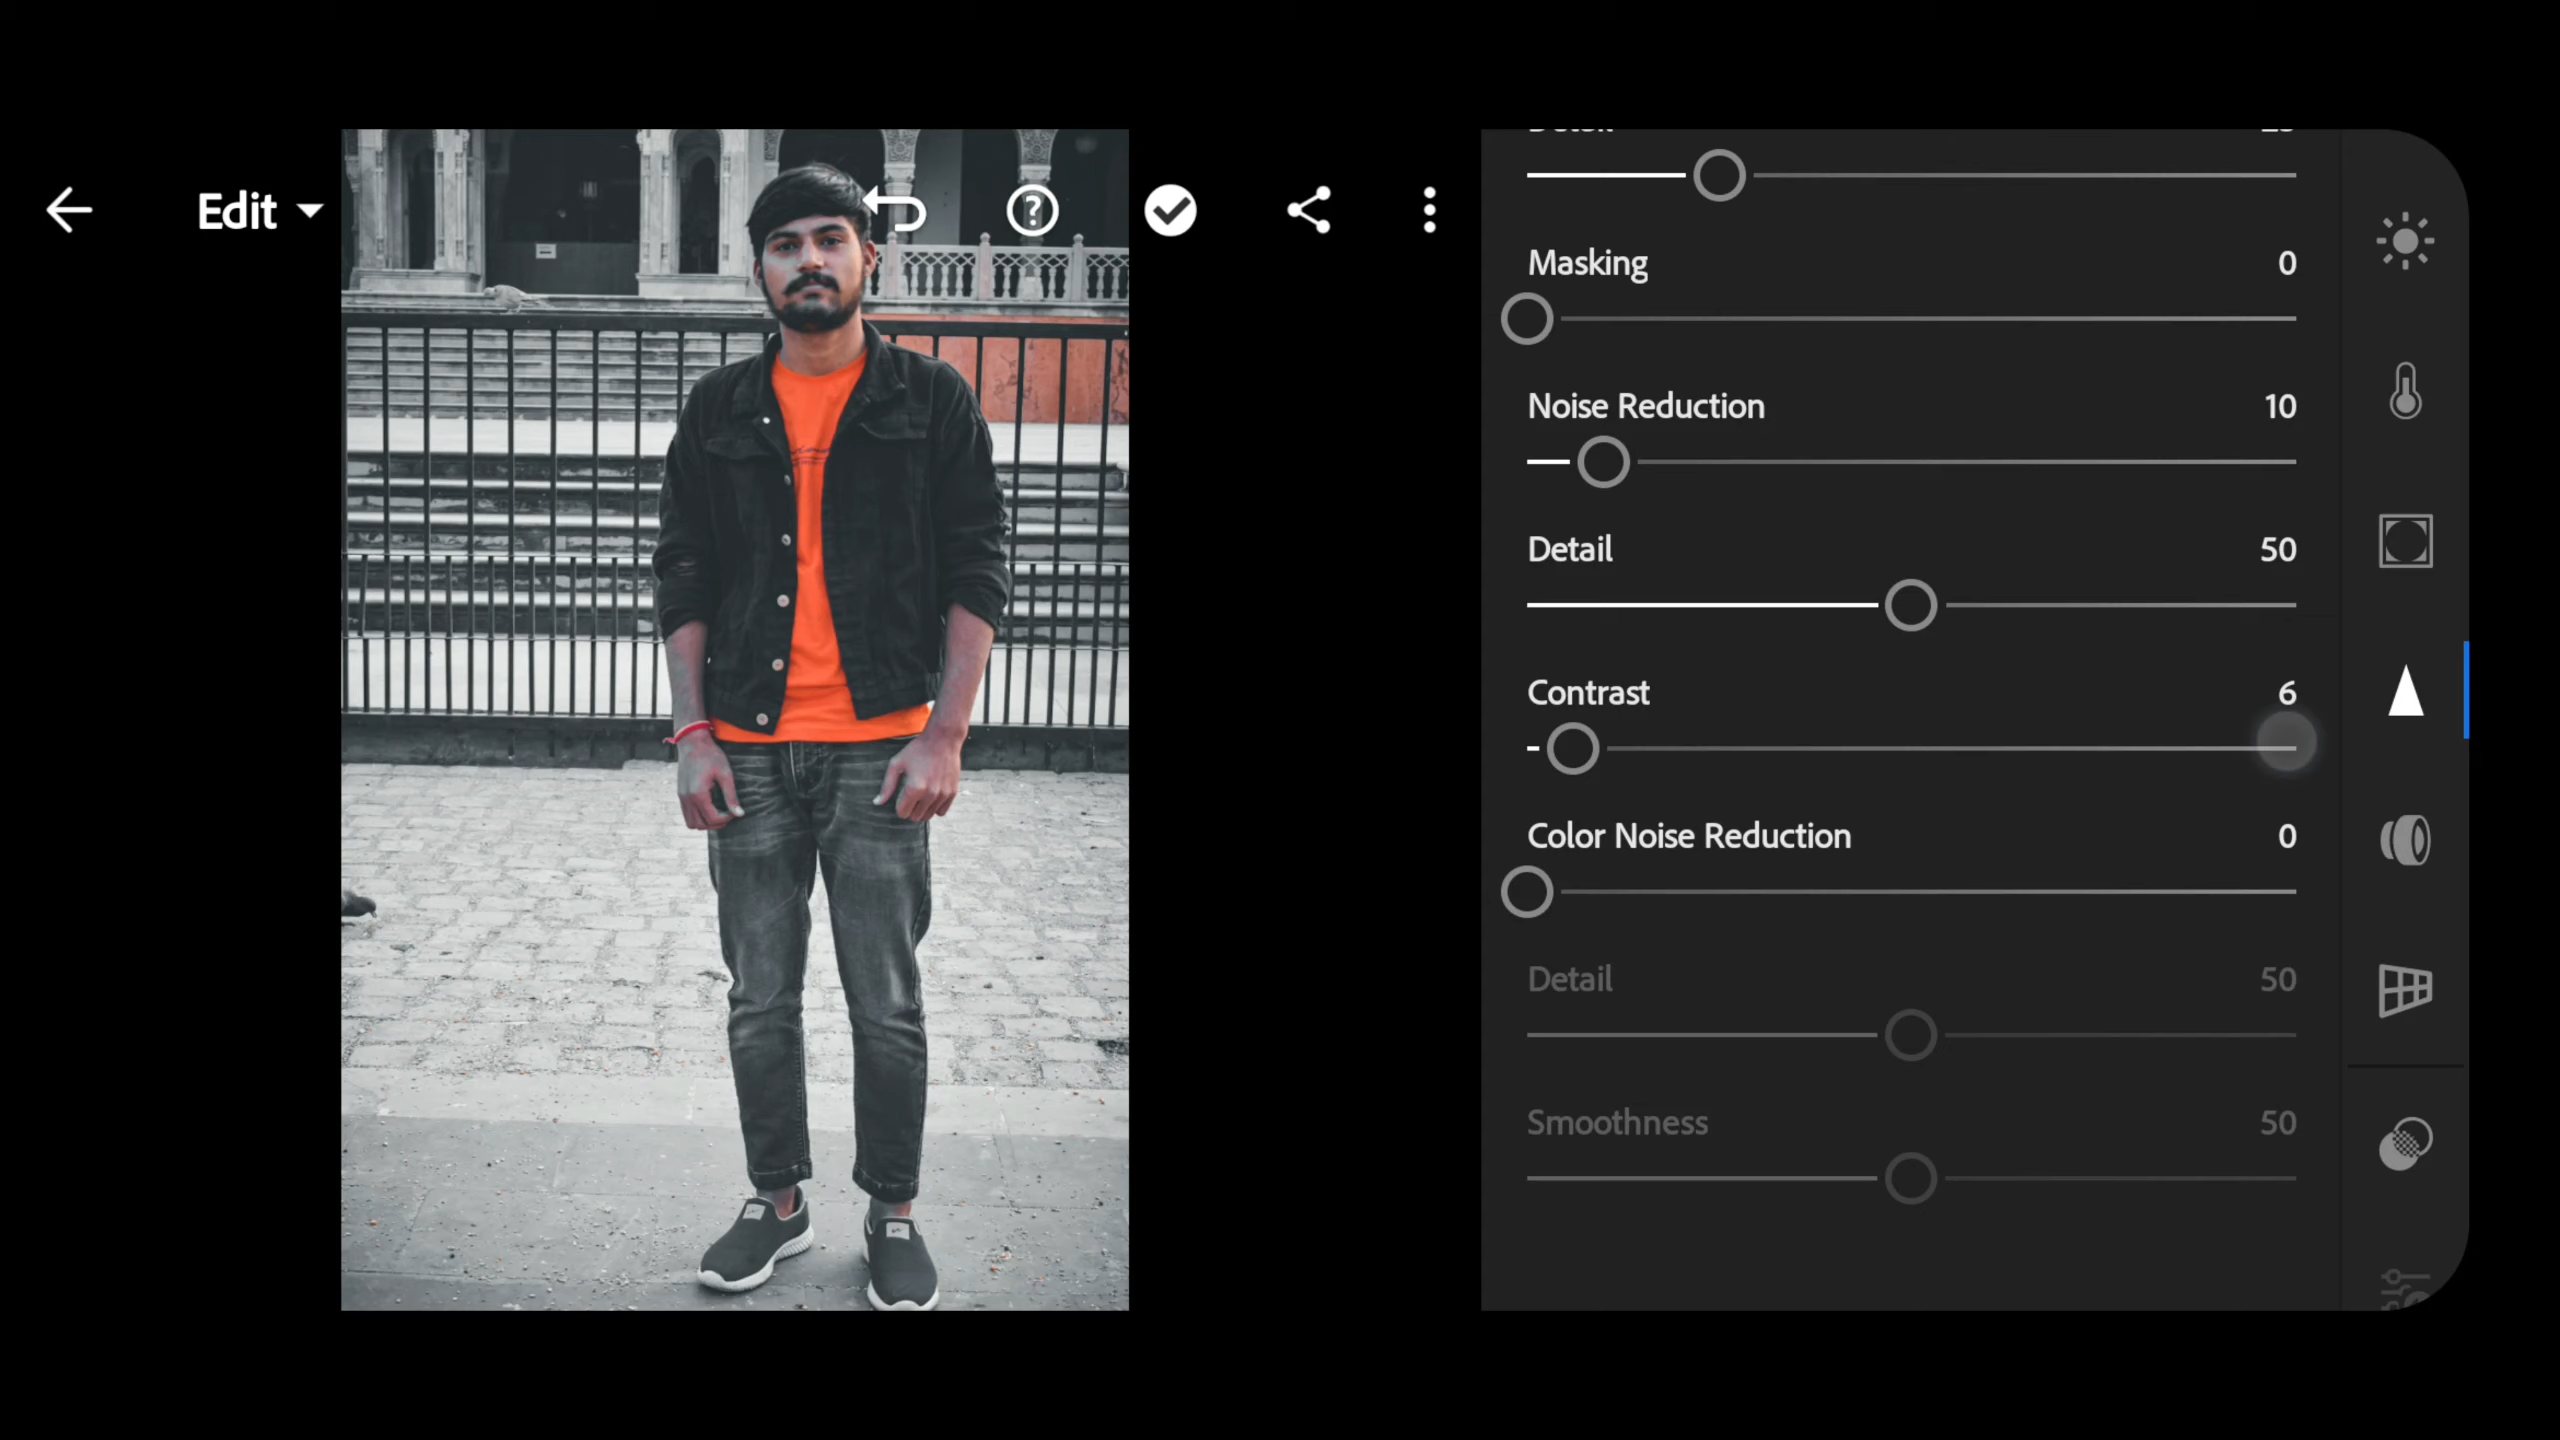 Edit
Masking 0
Noise Reduction 10
Detail 50
Contrast 6
Color Noise Reduction 0
Detail 50
Smoothness 50